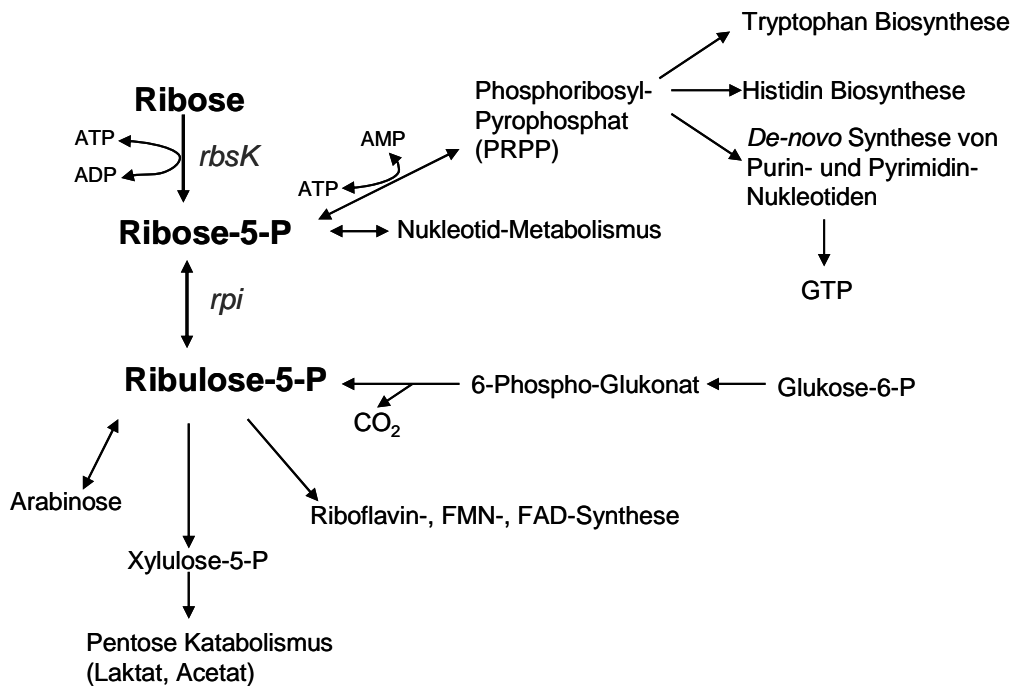 Tryptophan Biosynthese
Ribose
Phosphoribosyl-
Pyrophosphat
(PRPP)
Histidin Biosynthese
ATP
ADP
rbsK
AMP
ATP
De-novo Synthese von
Purin- und Pyrimidin-
Nukleotiden
Ribose-5-P
Nukleotid-Metabolismus
GTP
rpi
Ribulose-5-P
6-Phospho-Glukonat
Glukose-6-P
CO₂
Arabinose
Riboflavin-, FMN-, FAD-Synthese
Xylulose-5-P
Pentose Katabolismus
(Laktat, Acetat)